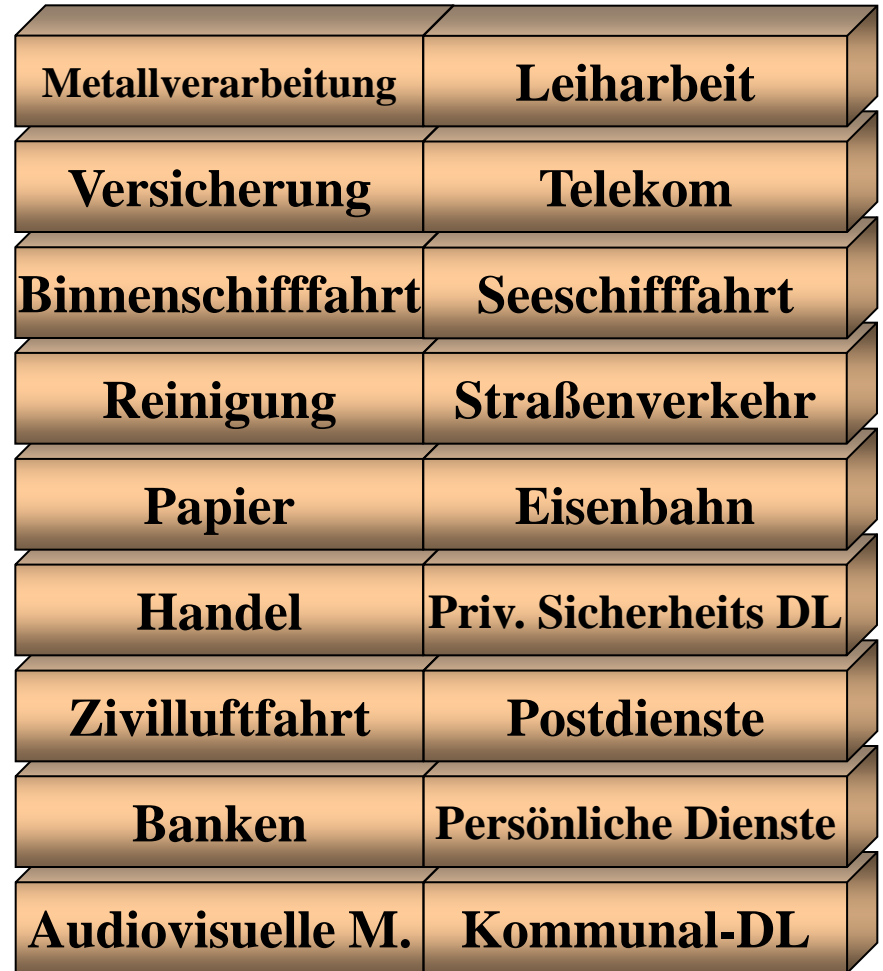 Metallverarbeitung Leiharbeit
Versicherung Telekom
Binnenschifffahrt Seeschifffahrt
Reinigung Straßenverkehr
Papier Eisenbahn
Handel Priv. Sicherheits DL
Zivilluftfahrt Postdienste
Banken Persönliche Dienste
Audiovisuelle M. Kommunal-DL